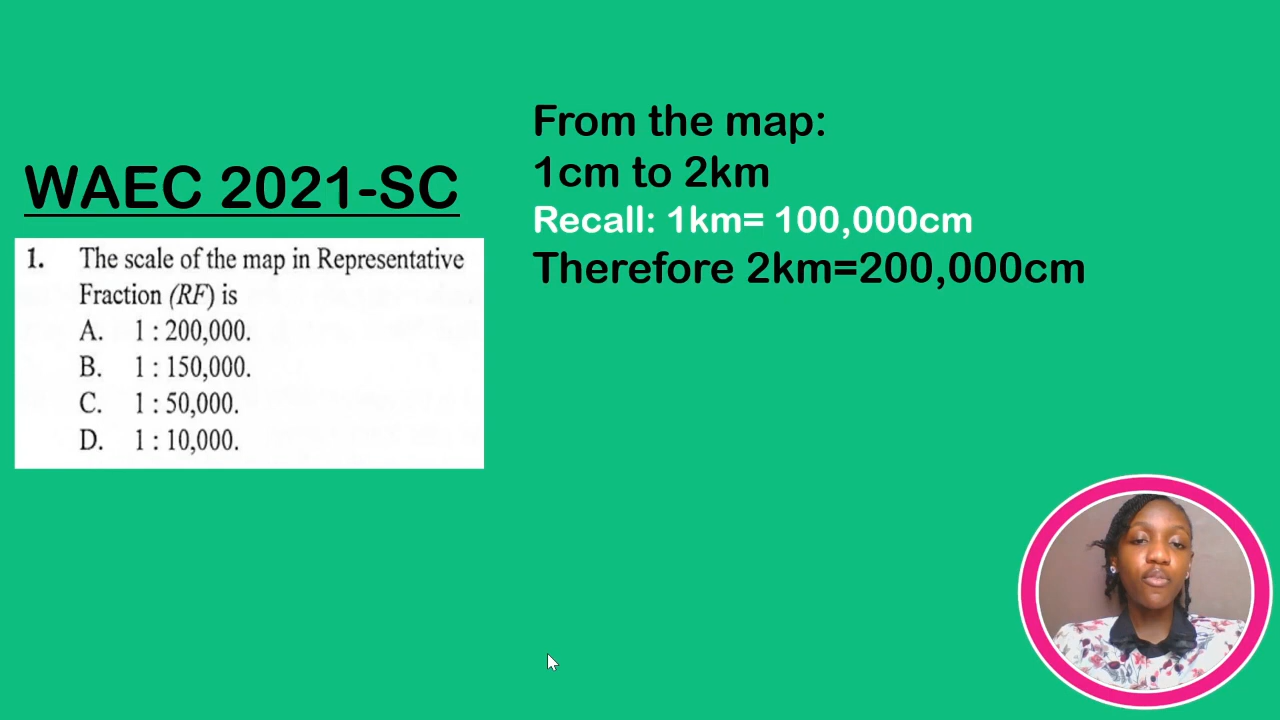 WAEC 2021-SC
1. The scale of the map in Representative
Fraction (RF) is
A. 1 : 200,000.
B. 1 : 150,000.
C. 1 : 50,000.
D. 1 : 10,000.
From the map:
1cm to 2km
Recall: 1km= 100,000cm
Therefore 2km=200,000cm